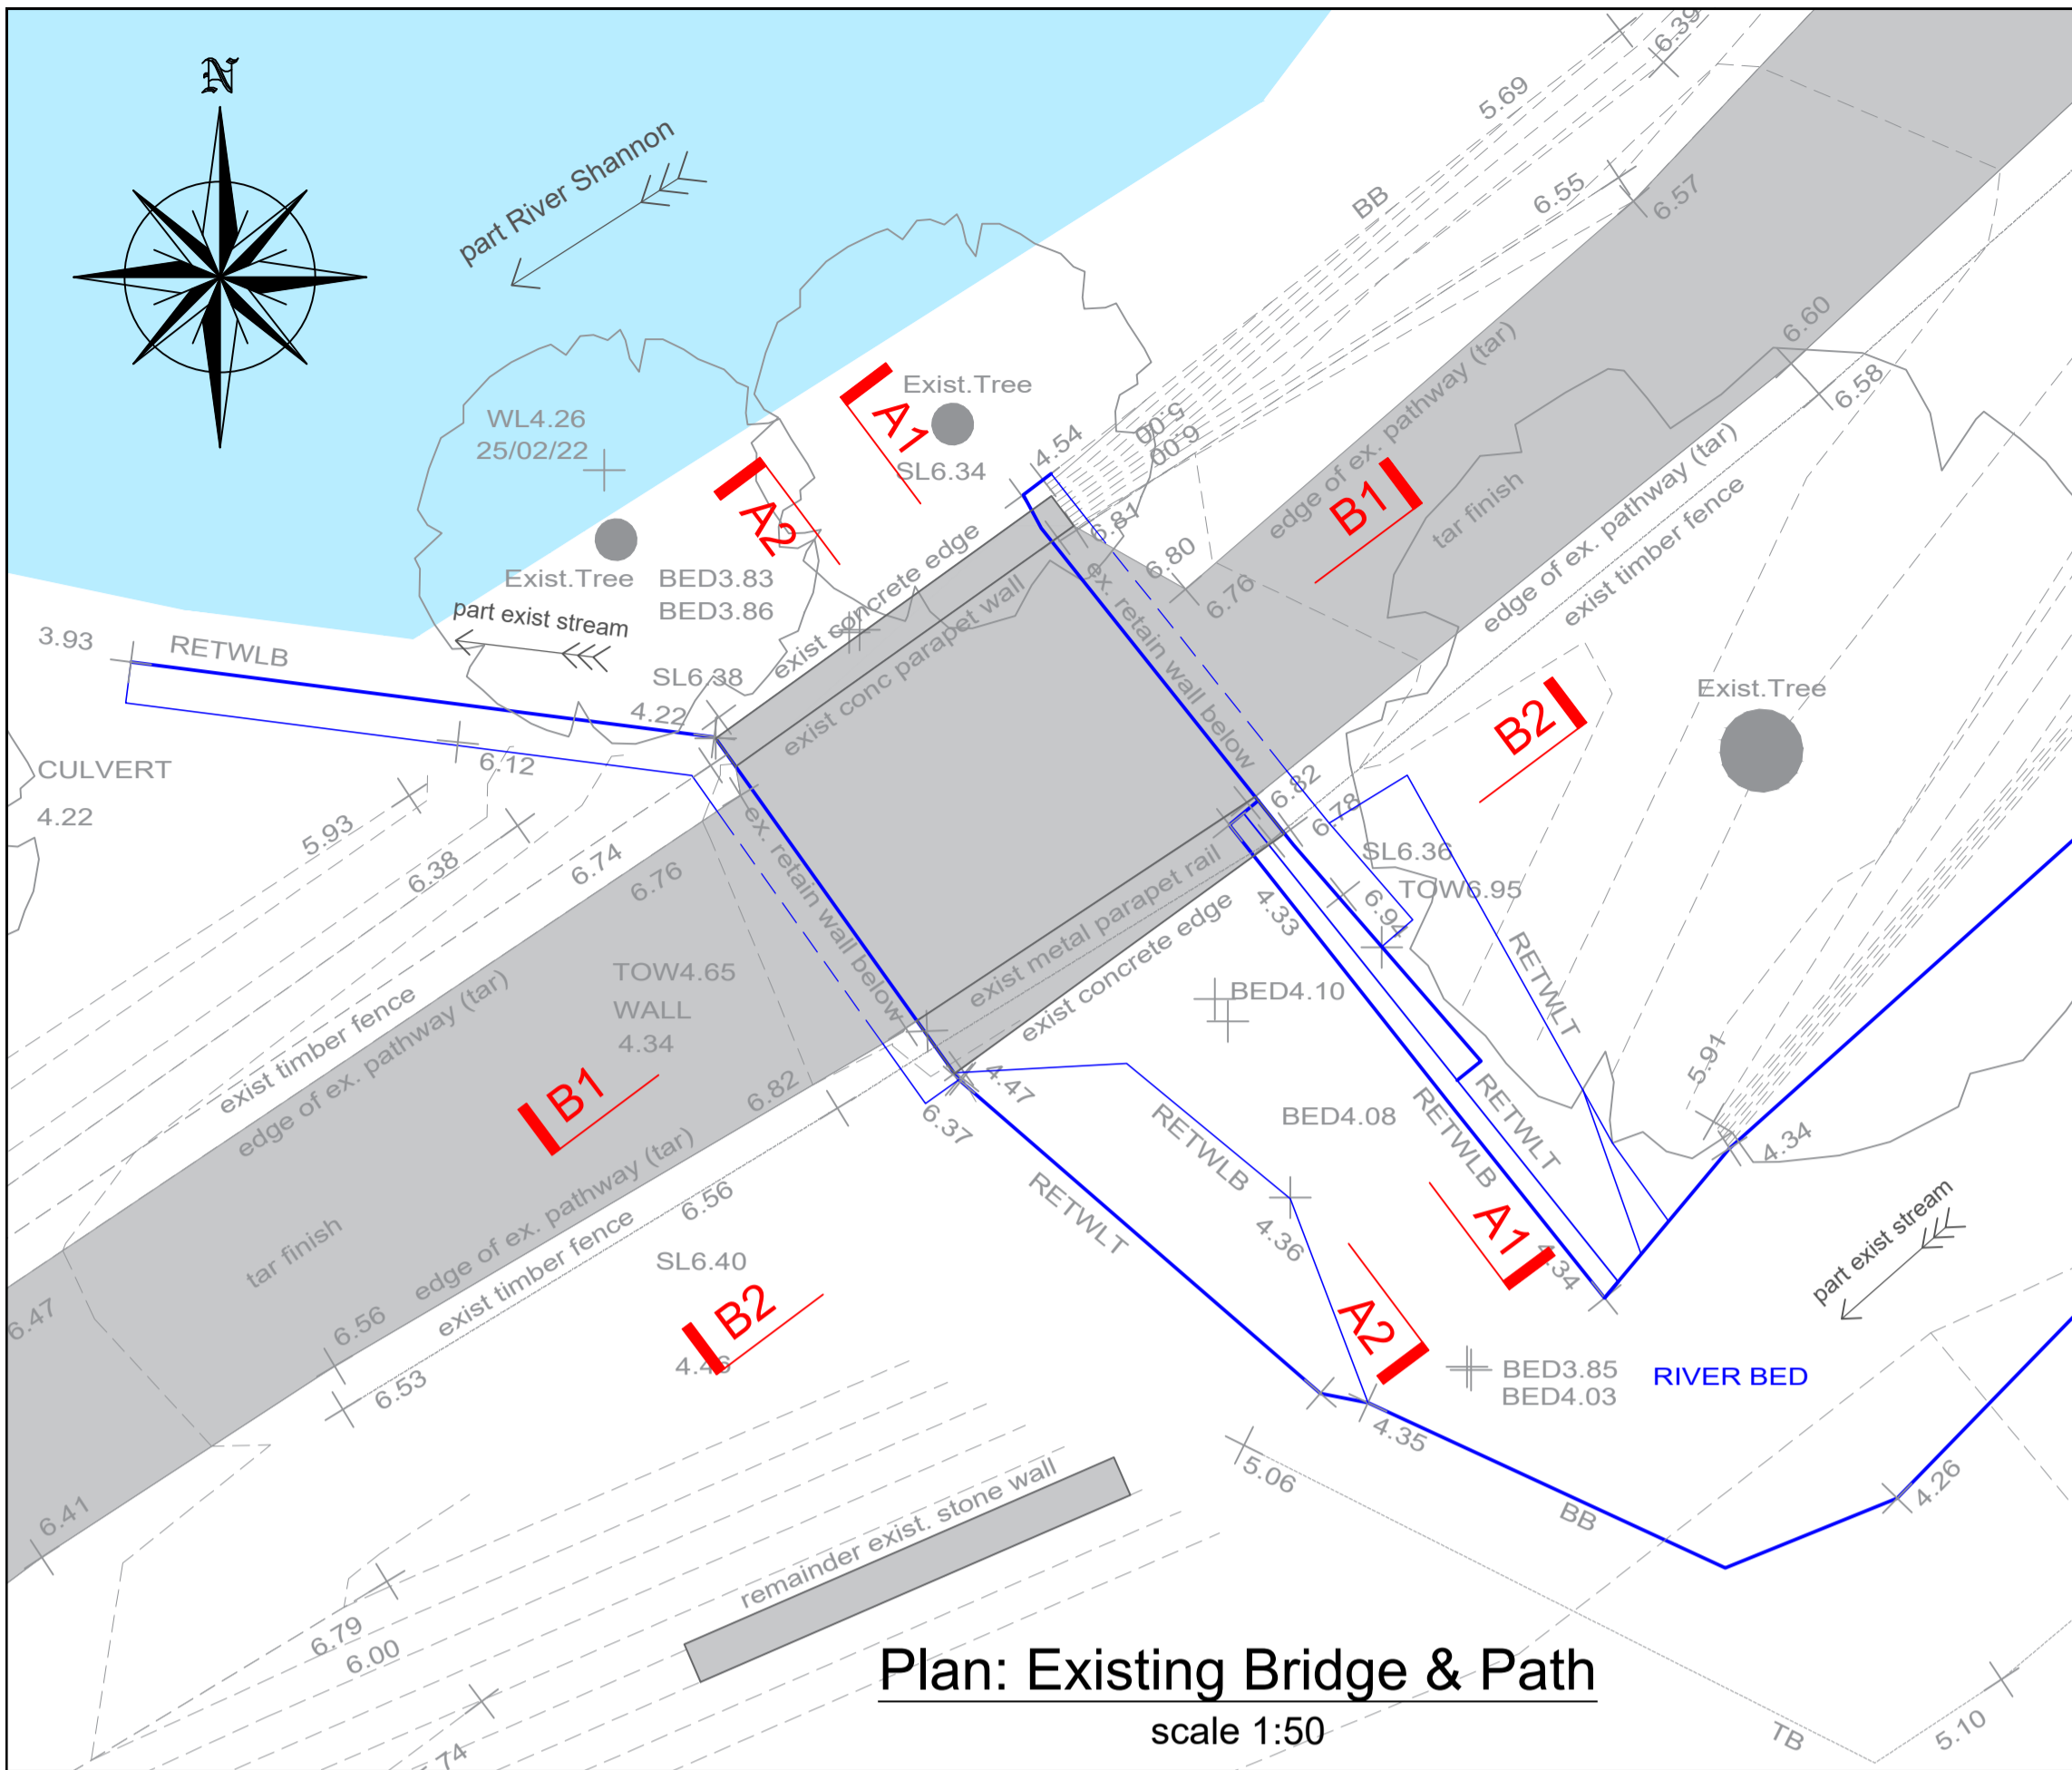 N
part River Shannon
6.39
5.69
BB
6.55
6.57
Exist.Tree
A1
WL4.26
25/02/22
SL6.34
4.54
5.00
6.00
edge of ex. pathway (tar)
6.60
6.58
A2
B1
tar finish
edge of ex. pathway (tar)
exist timber fence
6.81
6.80
6.76
Exist.Tree
BED3.83
BED3.86
part exist stream
exist concrete edge
exist conc parapet wall
ex. retain wall below
3.93
RETWLB
SL6.38
4.22
B2
Exist.Tree
6.12
CULVERT
4.22
5.93
6.38
6.74
6.76
ex. retain wall below
6.82
6.78
SL6.36
TOW6.95
6.94
exist metal parapet rail
exist concrete edge
4.33
RETWLT
TOW4.65
WALL
4.34
BED4.10
exist timber fence
edge of ex. pathway (tar)
B1
6.82
4.47
6.37
RETWLB
BED4.08
RETWLB
RETWLT
5.91
4.34
RETWLT
6.56
SL6.40
tar finish
edge of ex. pathway (tar)
exist timber fence
4.36
A1
4.34
part exist stream
6.47
6.56
B2
4.46
A2
6.53
BED3.85
BED4.03
RIVER BED
4.35
5.06
BB
4.26
6.41
remainder exist. stone wall
6.79
6.00
74
Plan: Existing Bridge & Path
scale 1:50
TB
5.10